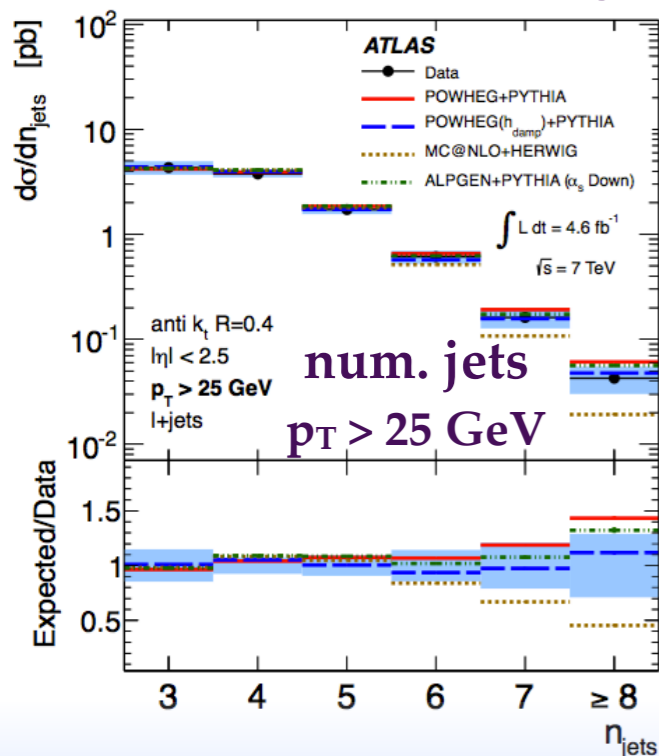 dσ/dn_jets [pb]
10²
10
1
10⁻¹
10⁻²
ATLAS
Data
POWHEG+PYTHIA
POWHEG(h_damp)+PYTHIA
MC@NLO+HERWIG
ALPGEN+PYTHIA (α_s Down)
∫ L dt = 4.6 fb⁻¹
√s = 7 TeV
anti k_t R=0.4
|η| < 2.5
p_T > 25 GeV
l+jets
num. jets
p_T > 25 GeV
Expected/Data
1.5
1
0.5
3 4 5 6 7 ≥ 8
n_jets